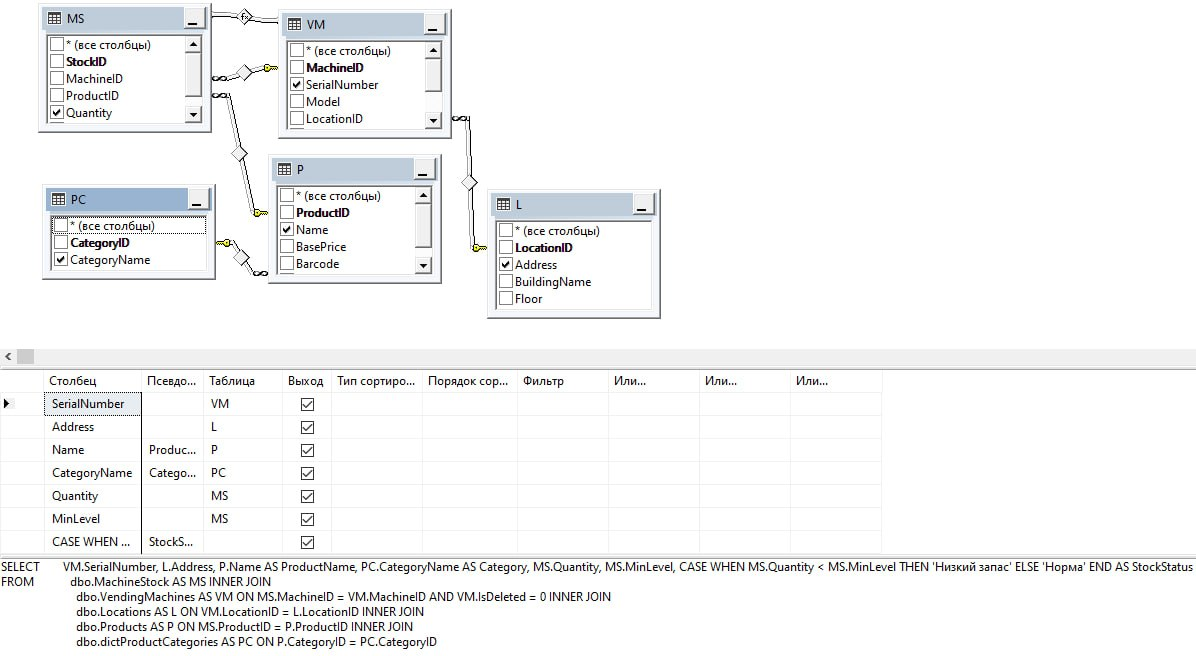 MS
* (все столбцы)
StockID
MachineID
ProductID
Quantity
fx
VM
* (все столбцы)
MachineID
SerialNumber
Model
LocationID
P
* (все столбцы)
ProductID
Name
BasePrice
Barcode
PC
* (все столбцы)
CategoryID
CategoryName
L
* (все столбцы)
LocationID
Address
BuildingName
Floor
Столбец Псевдо... Таблица Выход Тип сортиро... Порядок сор... Фильтр Или... Или... Или...
SerialNumber VM
Address L
Name Produc... P
CategoryName Catego... PC
Quantity MS
MinLevel MS
CASE WHEN ... StockS...
SELECT VM.SerialNumber, L.Address, P.Name AS ProductName, PC.CategoryName AS Category, MS.Quantity, MS.MinLevel, CASE WHEN MS.Quantity < MS.MinLevel THEN 'Низкий запас' ELSE 'Норма' END AS StockStatus
FROM dbo.MachineStock AS MS INNER JOIN
dbo.VendingMachines AS VM ON MS.MachineID = VM.MachineID AND VM.IsDeleted = 0 INNER JOIN
dbo.Locations AS L ON VM.LocationID = L.LocationID INNER JOIN
dbo.Products AS P ON MS.ProductID = P.ProductID INNER JOIN
dbo.dictProductCategories AS PC ON P.CategoryID = PC.CategoryID